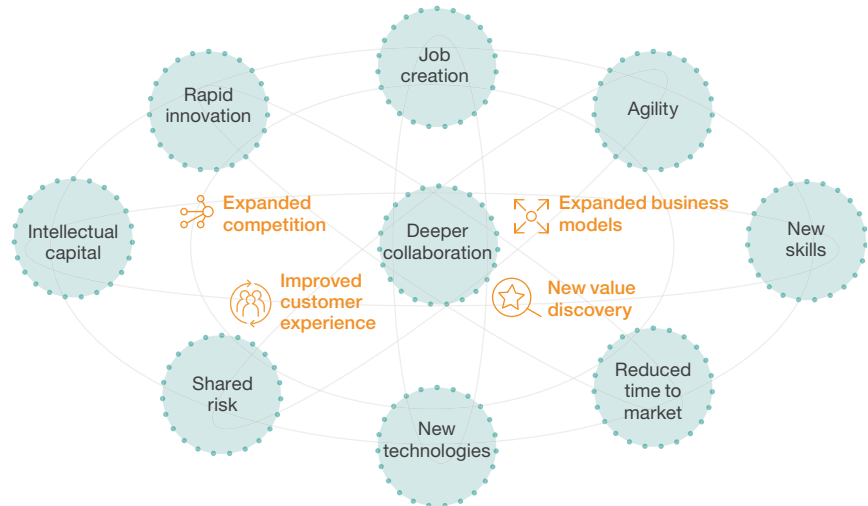 Job
creation
Rapid
innovation
Agility
Expanded
competition
Expanded business
models
Intellectual
capital
Deeper
collaboration
New
skills
Improved
customer
experience
New value
discovery
Shared
risk
New
technologies
Reduced
time to
market